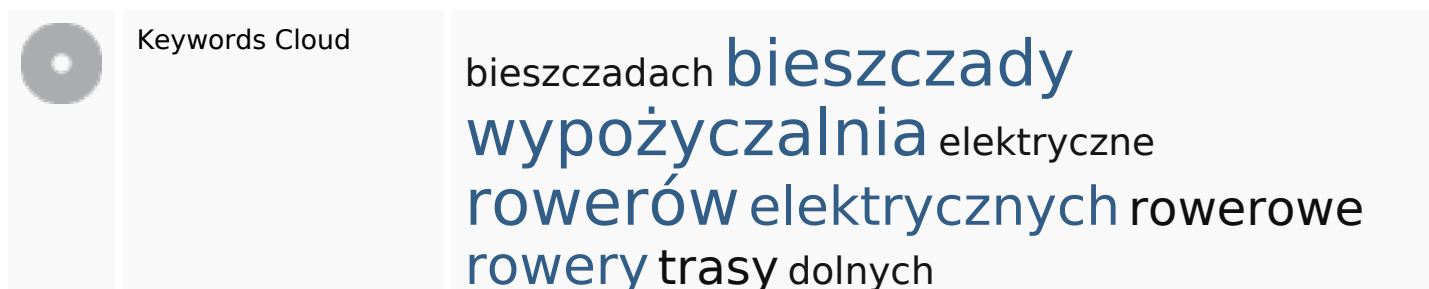 Keywords Cloud
bieszczadach bieszczady
wypożyczalnia elektryczne
rowerów elektrycznych rowerowe
rowery trasy dolnych